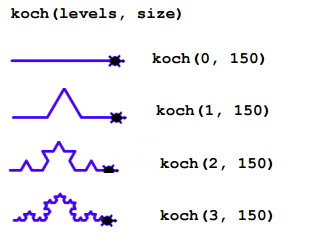 koch(levels, size)
koch(0, 150)
koch(1, 150)
koch(2, 150)
koch(3, 150)